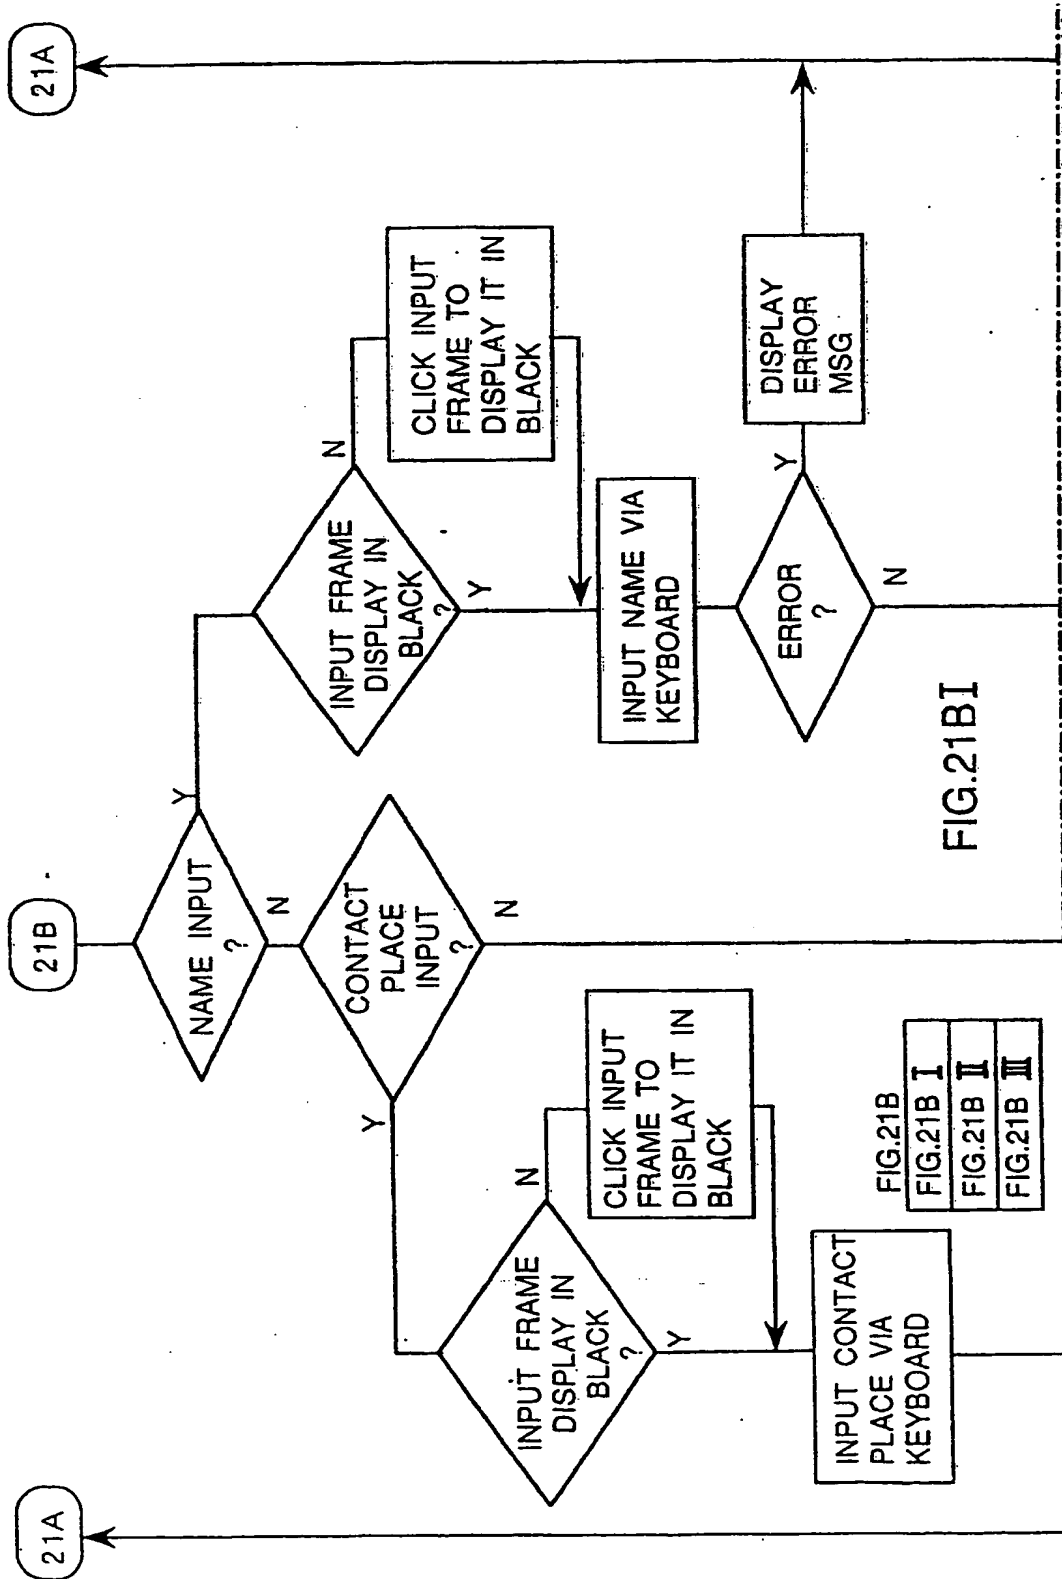 21A
21B
21A
NAME INPUT
?
Y
N
CONTACT
PLACE
INPUT
?
Y
N
INPUT FRAME
DISPLAY IN
BLACK
?
N
Y
CLICK INPUT
FRAME TO
DISPLAY IT IN
BLACK
INPUT CONTACT
PLACE VIA
KEYBOARD
INPUT FRAME
DISPLAY IN
BLACK
?
N
Y
CLICK INPUT
FRAME TO
DISPLAY IT IN
BLACK
INPUT NAME VIA
KEYBOARD
ERROR
?
Y
N
DISPLAY
ERROR
MSG
FIG.21B
FIG.21B I
FIG.21B II
FIG.21B III
FIG.21BI